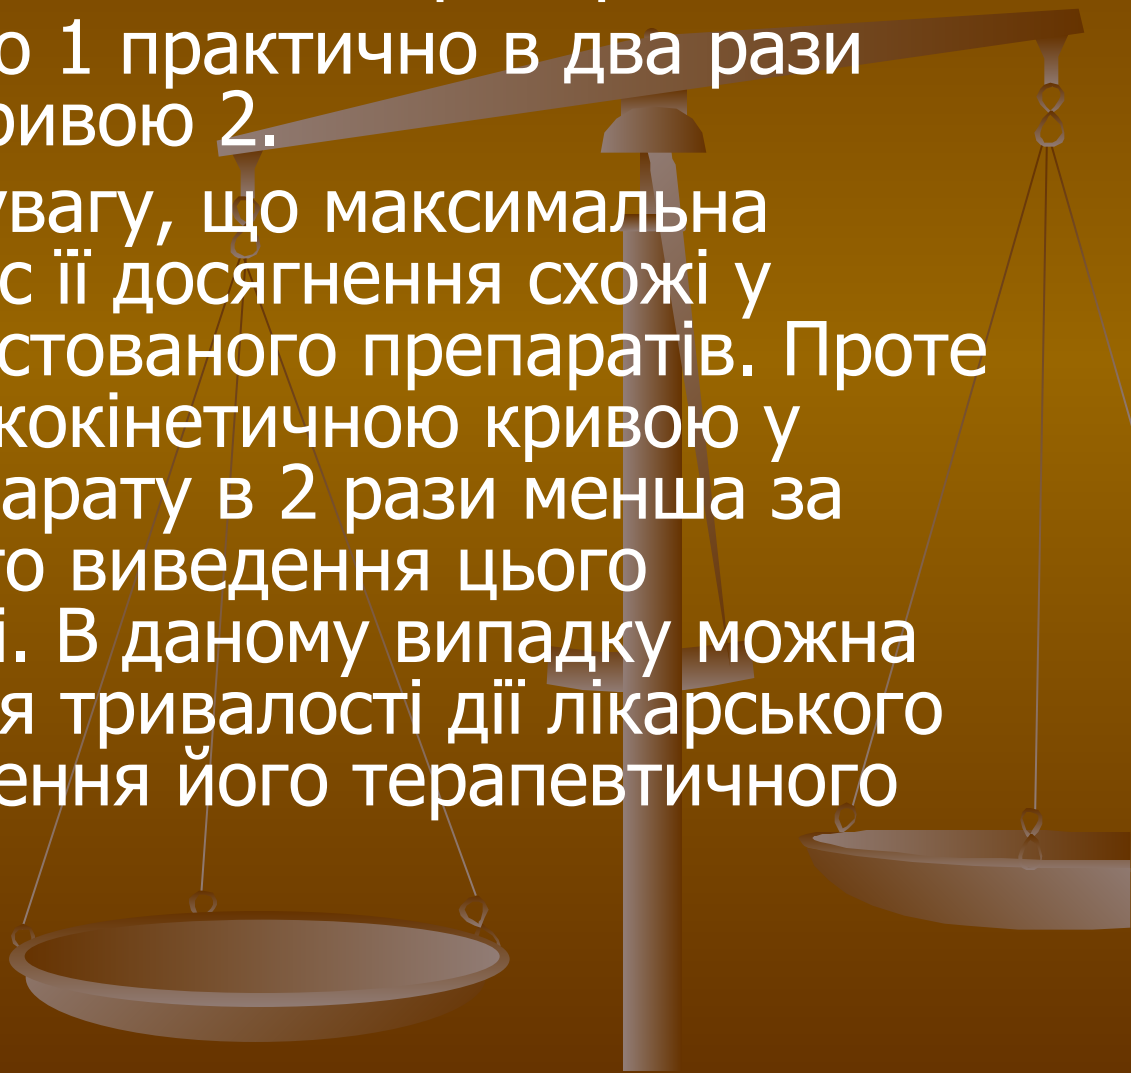 о 1 практично в два рази
ривою 2.
увагу, що максимальна
с її досягнення схожі у
стованого препаратів. Проте
кокінетичною кривою у
арату в 2 рази менша за
го виведення цього
і. В даному випадку можна
я тривалості дії лікарського
ення його терапевтичного